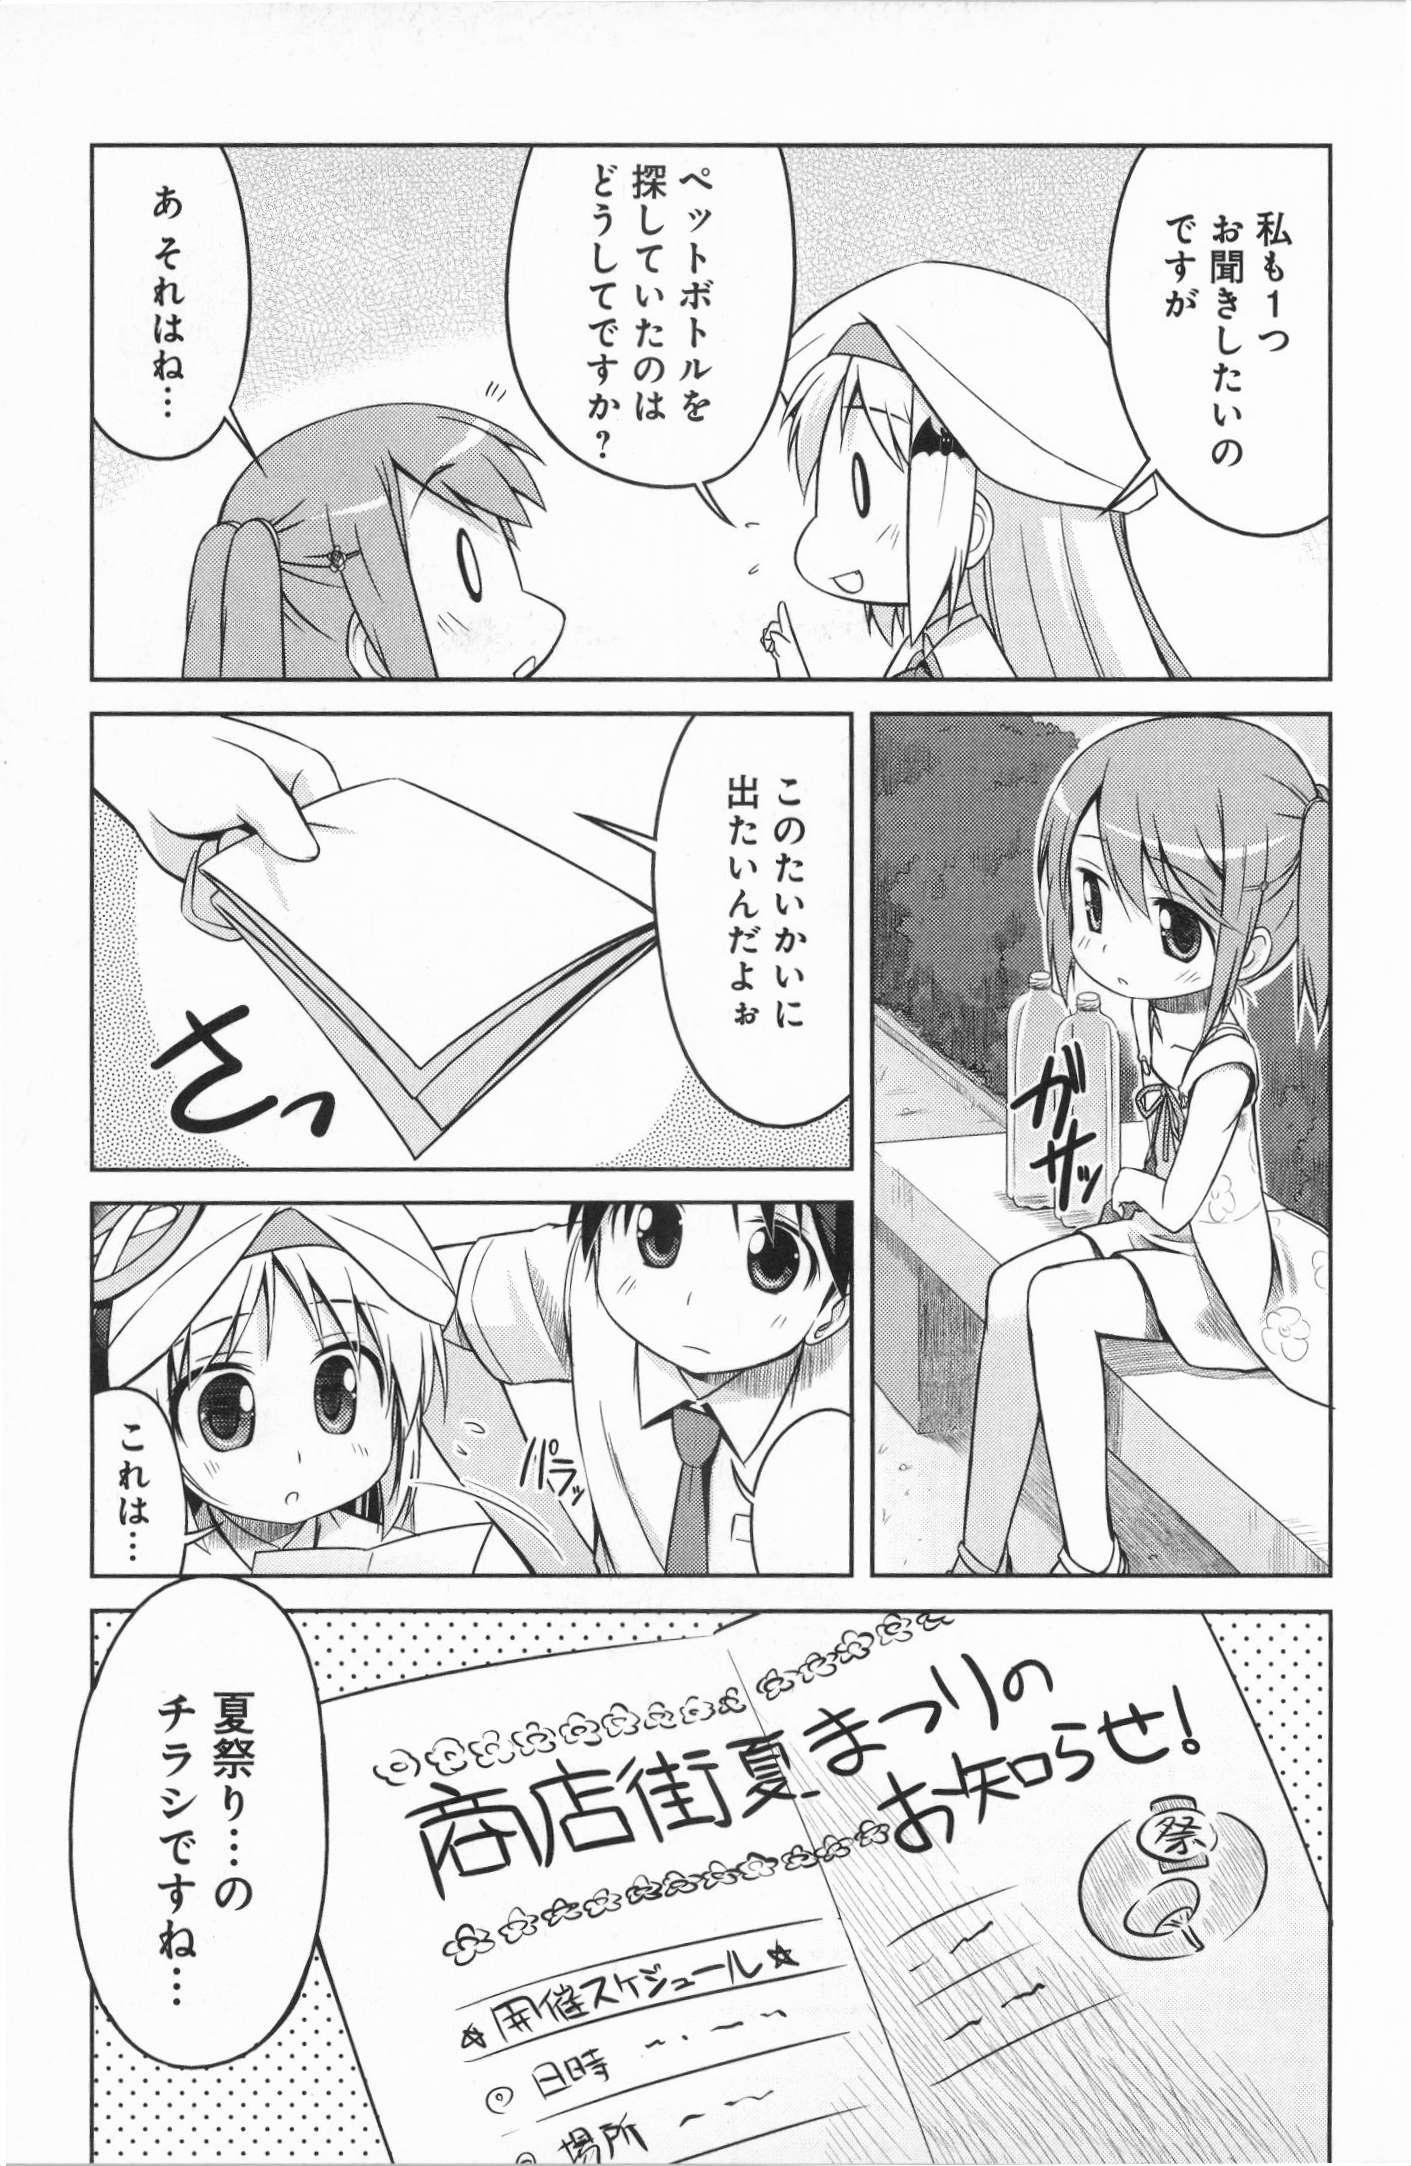 私も1つ
お聞きしたいの
ですが
ペットボトルを
探していたのは
どうしてですか?
あ それはね…
ガサッ
このたいかいに
出たいんだよぉ
さっ
パラッ
これは…
夏祭り…の
チラシですね…
商店街夏まつりの
お知らせ!
祭
☆開催スケジュール☆
◎日時
◎場所